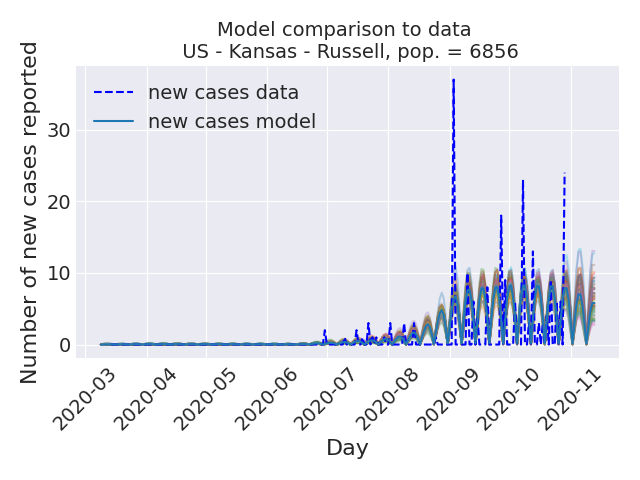 Model comparison to data
US - Kansas - Russell, pop. = 6856
Number of new cases reported
new cases data
new cases model
30
20
10
0
2020-03
2020-04
2020-05
2020-06
2020-07
2020-08
2020-09
2020-10
2020-11
Day